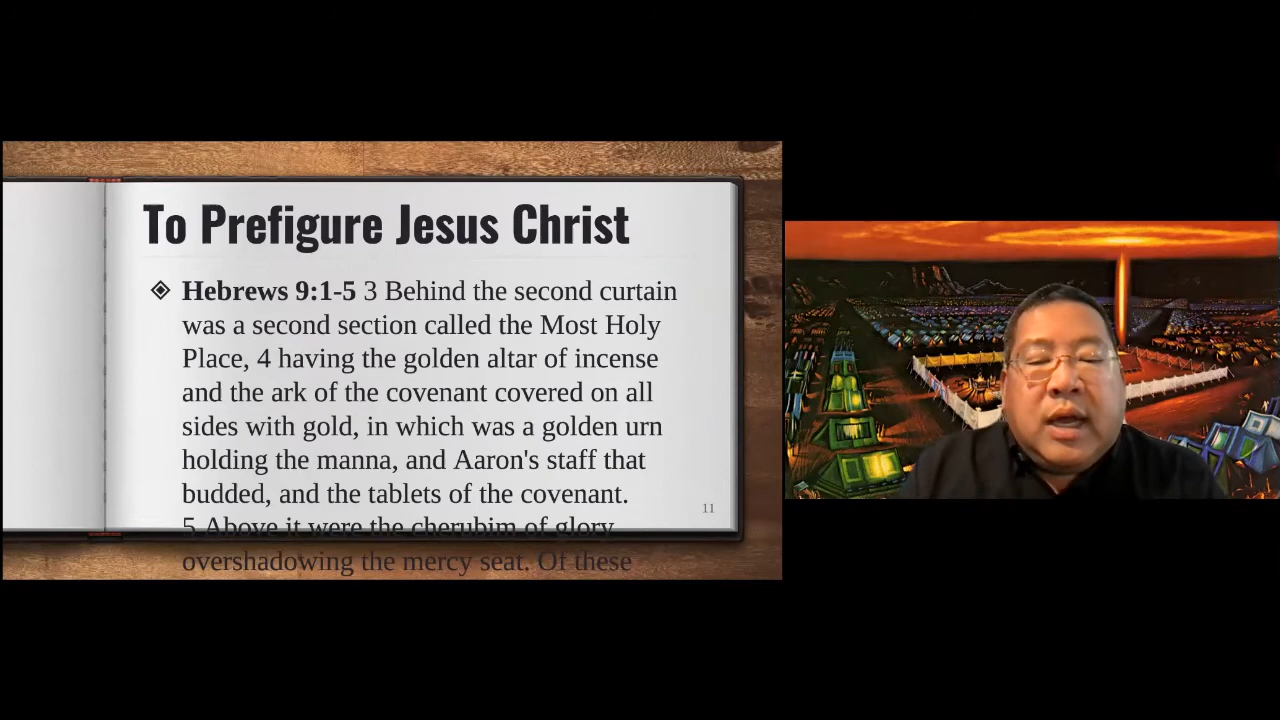 To Prefigure Jesus Christ
Hebrews 9:1-5 3 Behind the second curtain
was a second section called the Most Holy
Place, 4 having the golden altar of incense
and the ark of the covenant covered on all
sides with gold, in which was a golden urn
holding the manna, and Aaron's staff that
budded, and the tablets of the covenant.
5 Above it were the cherubim of glory
overshadowing the mercy seat. Of these
11